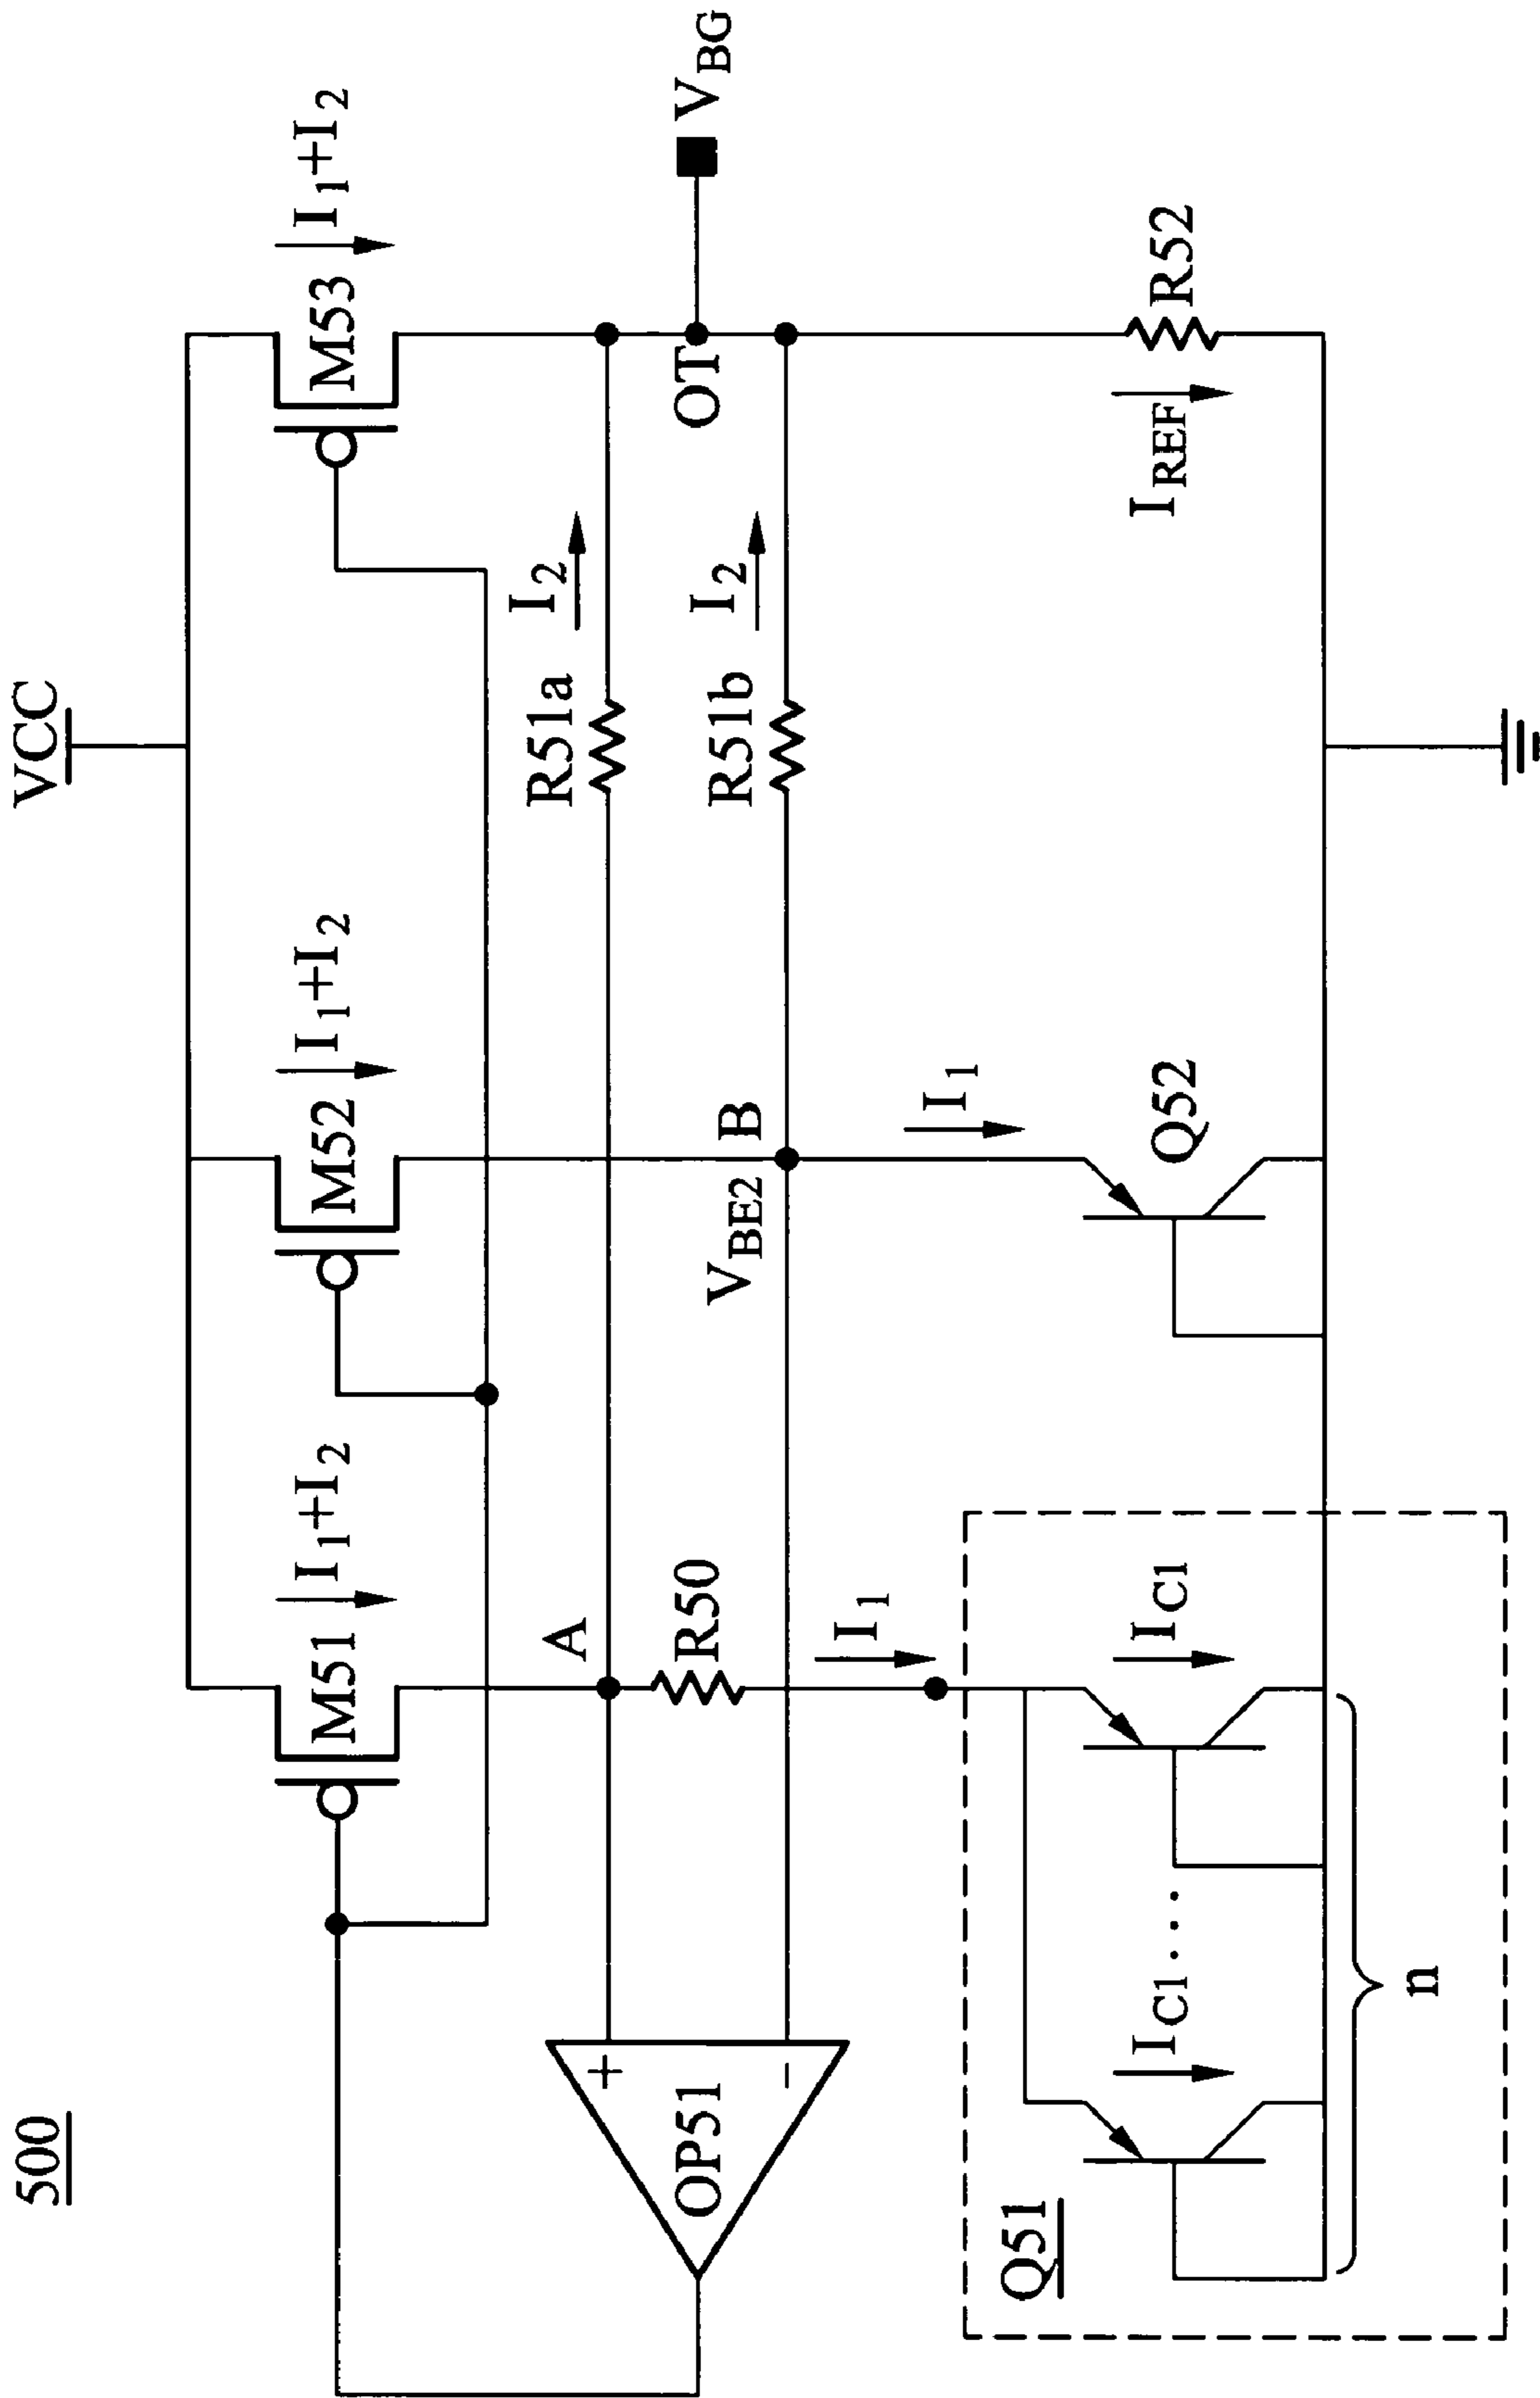 500
VCC
I1+I2
I1+I2
I1+I2
M51
M52
M53
A
R51a
I2
OP51
+
-
R50
VBE2
B
R51b
I2
OT
VBG
I1
I1
Q51
IC1
IC1
. . .
Q52
IREF
R52
n